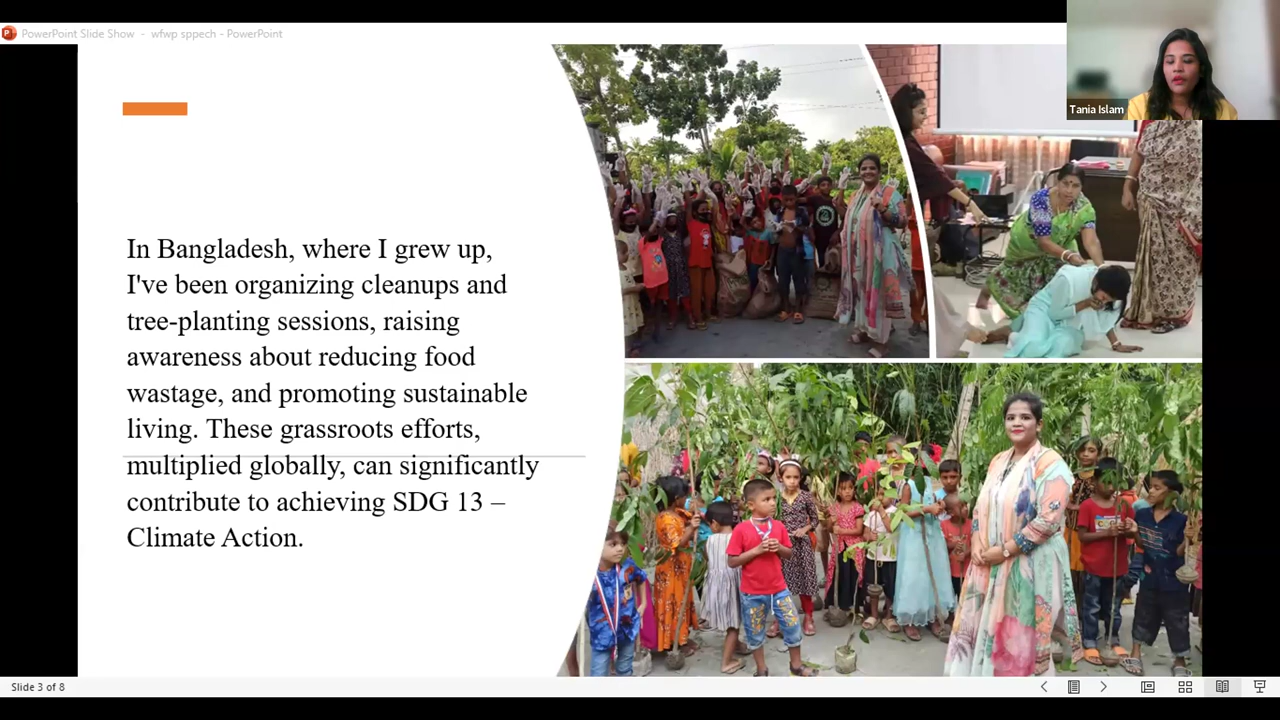 PowerPoint Slide Show - wfwp sppech - PowerPoint
Tania Islam
In Bangladesh, where I grew up,
I've been organizing cleanups and
tree-planting sessions, raising
awareness about reducing food
wastage, and promoting sustainable
living. These grassroots efforts,
multiplied globally, can significantly
contribute to achieving SDG 13 –
Climate Action.
Slide 3 of 8